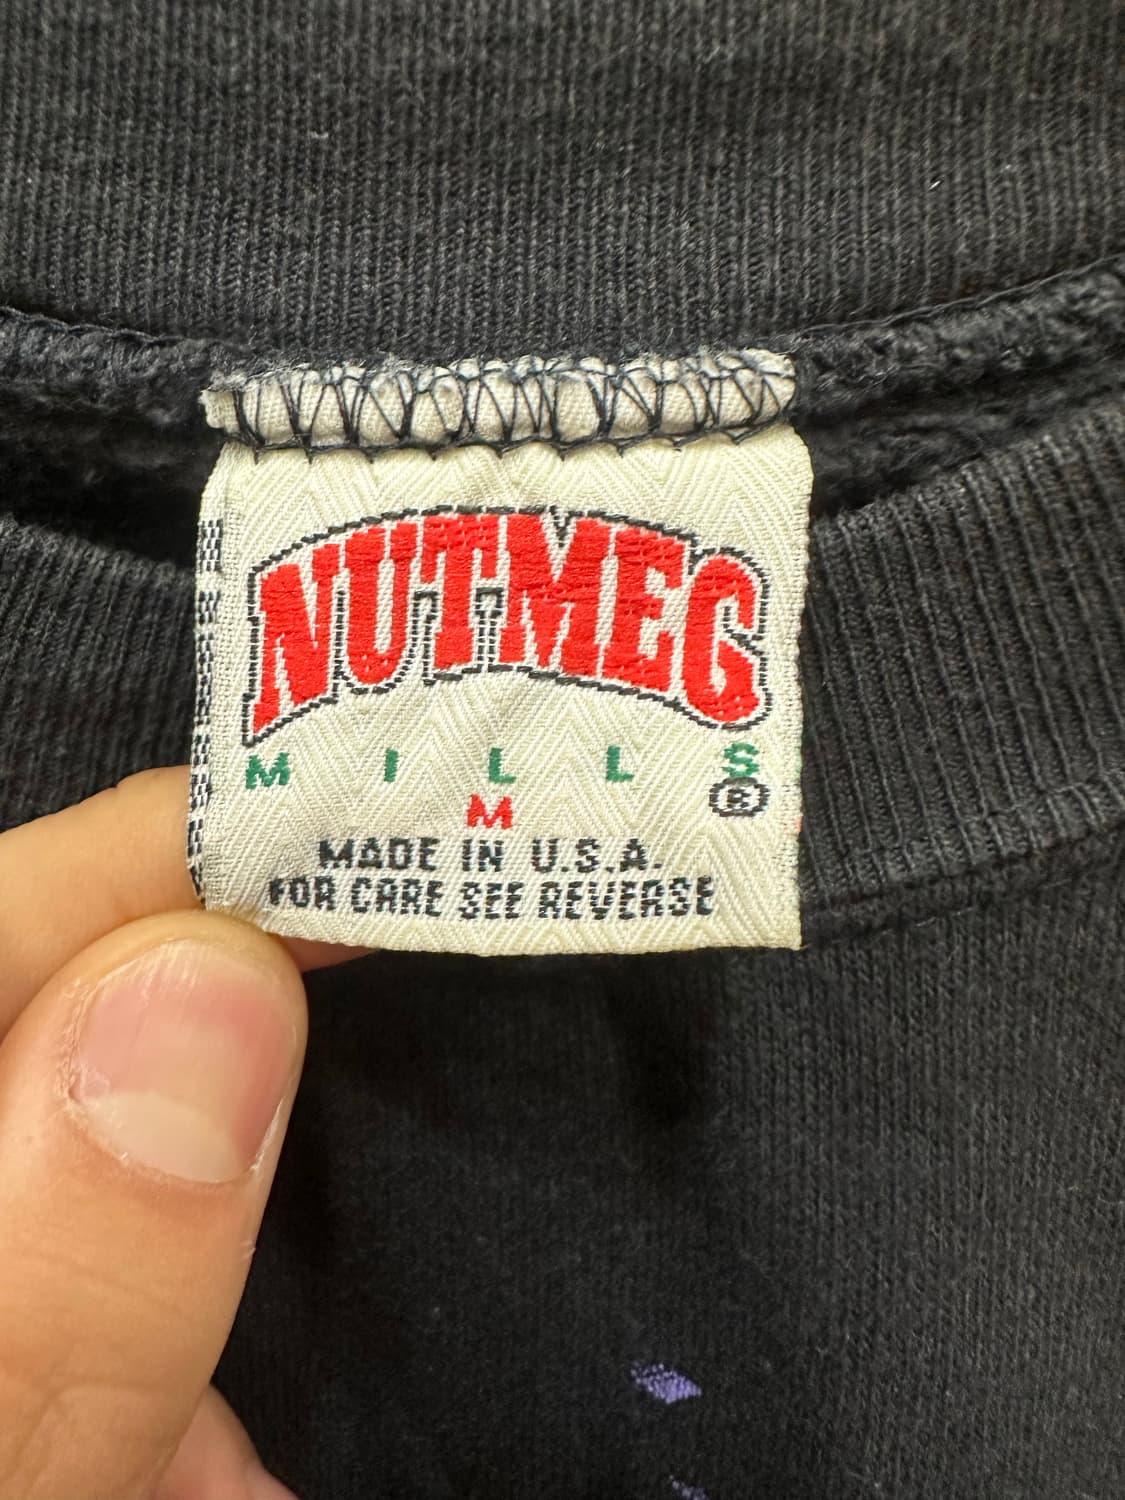 NUTMEG
MILLS
®
M
MADE IN U.S.A.
FOR CARE SEE REVERSE